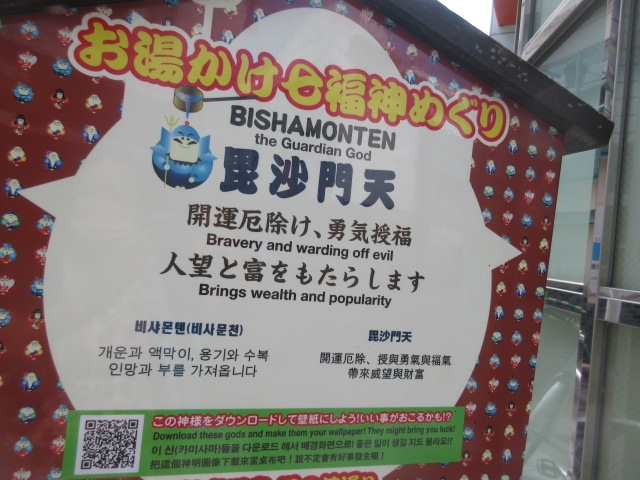 お湯かけ七福神めぐり
BISHAMONTEN
the Guardian God
毘沙門天
開運厄除け、勇気授福
Bravery and warding off evil
人望と富をもたらします
Brings wealth and popularity
비샤몬텐(비사문천)
개운과 액막이, 용기와 수복
인망과 부를 가져옵니다
毘沙門天
開運厄除、授與勇氣與福氣
帶來威望與財富
この神様をダウンロードして壁紙にしよう!いい事がおこるかも!?
Download these gods and make them your wallpaper! They might bring you luck!
이 신(카미사마)들을 다운로드 해서 배경화면으로! 좋은 일이 생길 지도 몰라요!?
把這個神明圖像下載來當桌布吧！說不定會有好事發生喔！